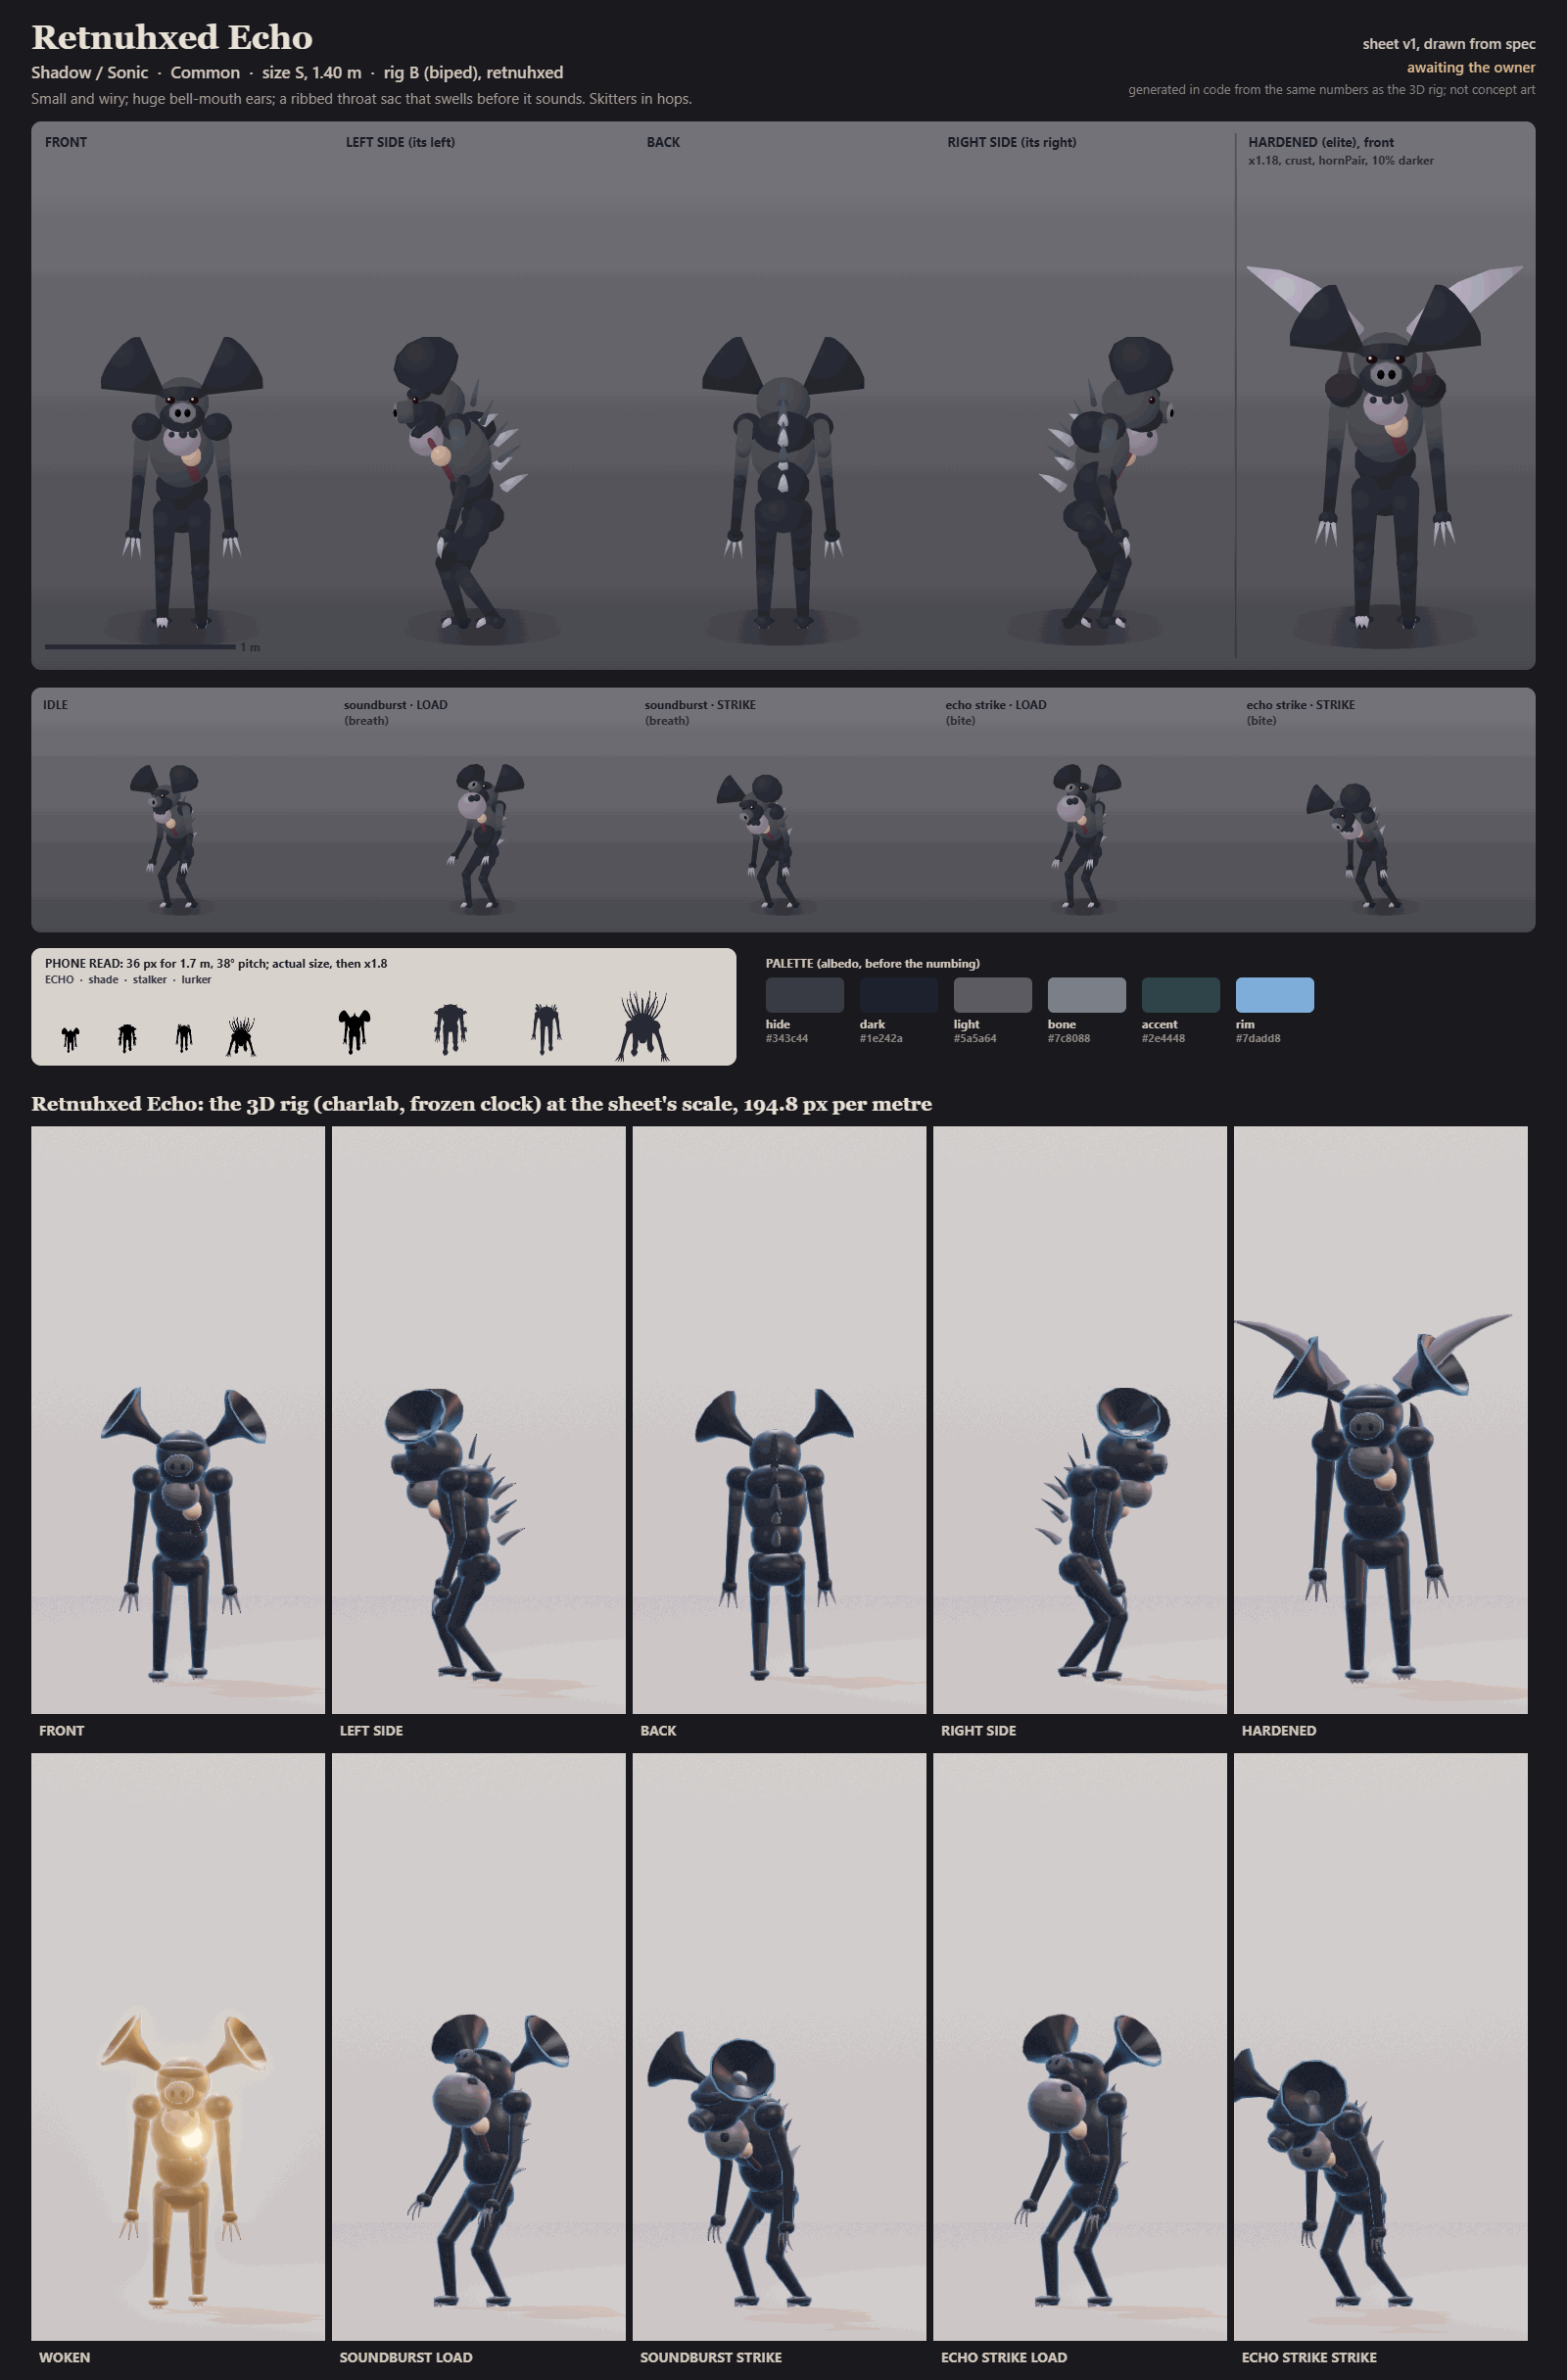 Retnuhxed Echo
sheet v1, drawn from spec
Shadow / Sonic · Common · size S, 1.40 m · rig B (biped), retnuhxed
awaiting the owner
Small and wiry; huge bell-mouth ears; a ribbed throat sac that swells before it sounds. Skitters in hops.
generated in code from the same numbers as the 3D rig; not concept art
FRONT
LEFT SIDE (its left)
BACK
RIGHT SIDE (its right)
HARDENED (elite), front
x1.18, crust, hornPair, 10% darker
1 m
IDLE
soundburst · LOAD
(breath)
soundburst · STRIKE
(breath)
echo strike · LOAD
(bite)
echo strike · STRIKE
(bite)
PHONE READ: 36 px for 1.7 m, 38° pitch; actual size, then x1.8
ECHO · shade · stalker · lurker
PALETTE (albedo, before the numbing)
hide
#343c44
dark
#1e242a
light
#5a5a64
bone
#7c8088
accent
#2e4448
rim
#7dadd8
Retnuhxed Echo: the 3D rig (charlab, frozen clock) at the sheet's scale, 194.8 px per metre
FRONT
LEFT SIDE
BACK
RIGHT SIDE
HARDENED
WOKEN
SOUNDBURST LOAD
SOUNDBURST STRIKE
ECHO STRIKE LOAD
ECHO STRIKE STRIKE